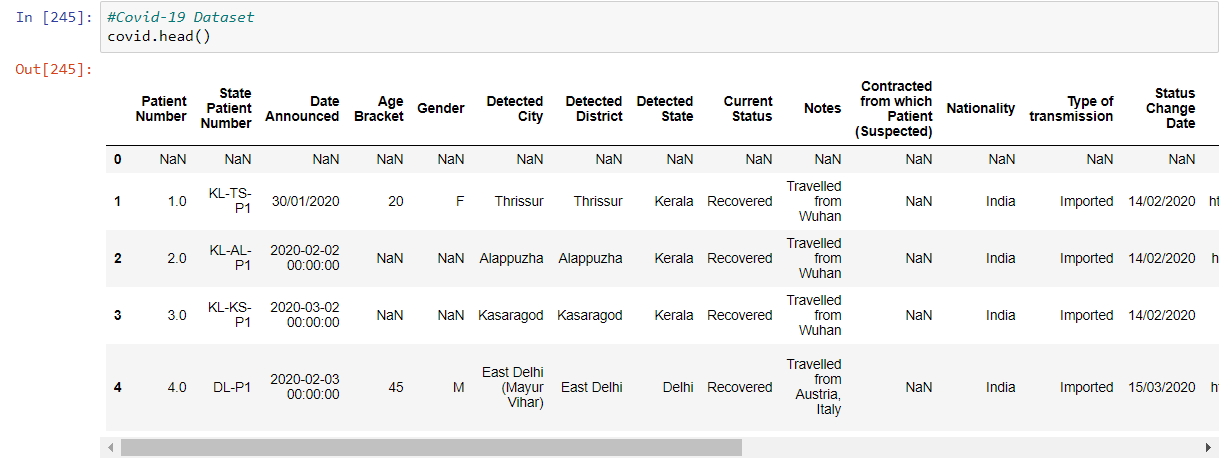 In [245]: #Covid-19 Dataset
covid.head()
Out[245]:
Patient Number State Patient Number Date Announced Age Bracket Gender Detected City Detected District Detected State Current Status Notes Contracted from which Patient (Suspected) Nationality Type of transmission Status Change Date
0 NaN NaN NaN NaN NaN NaN NaN NaN NaN NaN NaN NaN NaN NaN
1 1.0 KL-TS-P1 30/01/2020 20 F Thrissur Thrissur Kerala Recovered Travelled from Wuhan NaN India Imported 14/02/2020 ht
2 2.0 KL-AL-P1 2020-02-02 00:00:00 NaN NaN Alappuzha Alappuzha Kerala Recovered Travelled from Wuhan NaN India Imported 14/02/2020 h
3 3.0 KL-KS-P1 2020-03-02 00:00:00 NaN NaN Kasaragod Kasaragod Kerala Recovered Travelled from Wuhan NaN India Imported 14/02/2020
4 4.0 DL-P1 2020-02-03 00:00:00 45 M East Delhi (Mayur Vihar) East Delhi Delhi Recovered Travelled from Austria, Italy NaN India Imported 15/03/2020 ht